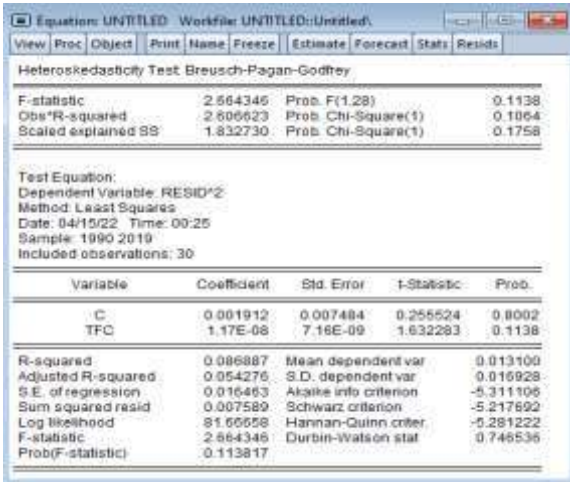 Equation: UNTITLED Workfile: UNTITLED::Untitled\
View Proc Object Print Name Freeze Estimate Forecast Stats Resids
Heteroskedasticity Test: Breusch-Pagan-Godfrey
F-statistic 2.664346 Prob. F(1,28) 0.1138
Obs*R-squared 2.606623 Prob. Chi-Square(1) 0.1064
Scaled explained SS 1.832730 Prob. Chi-Square(1) 0.1758
Test Equation:
Dependent Variable: RESID^2
Method: Least Squares
Date: 04/15/22 Time: 00:25
Sample: 1990 2019
Included observations: 30
Variable Coefficient Std. Error t-Statistic Prob.
C 0.001912 0.007484 0.255524 0.8002
TFC 1.17E-08 7.16E-09 1.632283 0.1138
R-squared 0.086887 Mean dependent var 0.013100
Adjusted R-squared 0.054276 S.D. dependent var 0.016928
S.E. of regression 0.016463 Akaike info criterion -5.311106
Sum squared resid 0.007589 Schwarz criterion -5.217692
Log likelihood 81.66658 Hannan-Quinn criter. -5.281222
F-statistic 2.664346 Durbin-Watson stat 0.746536
Prob(F-statistic) 0.113817